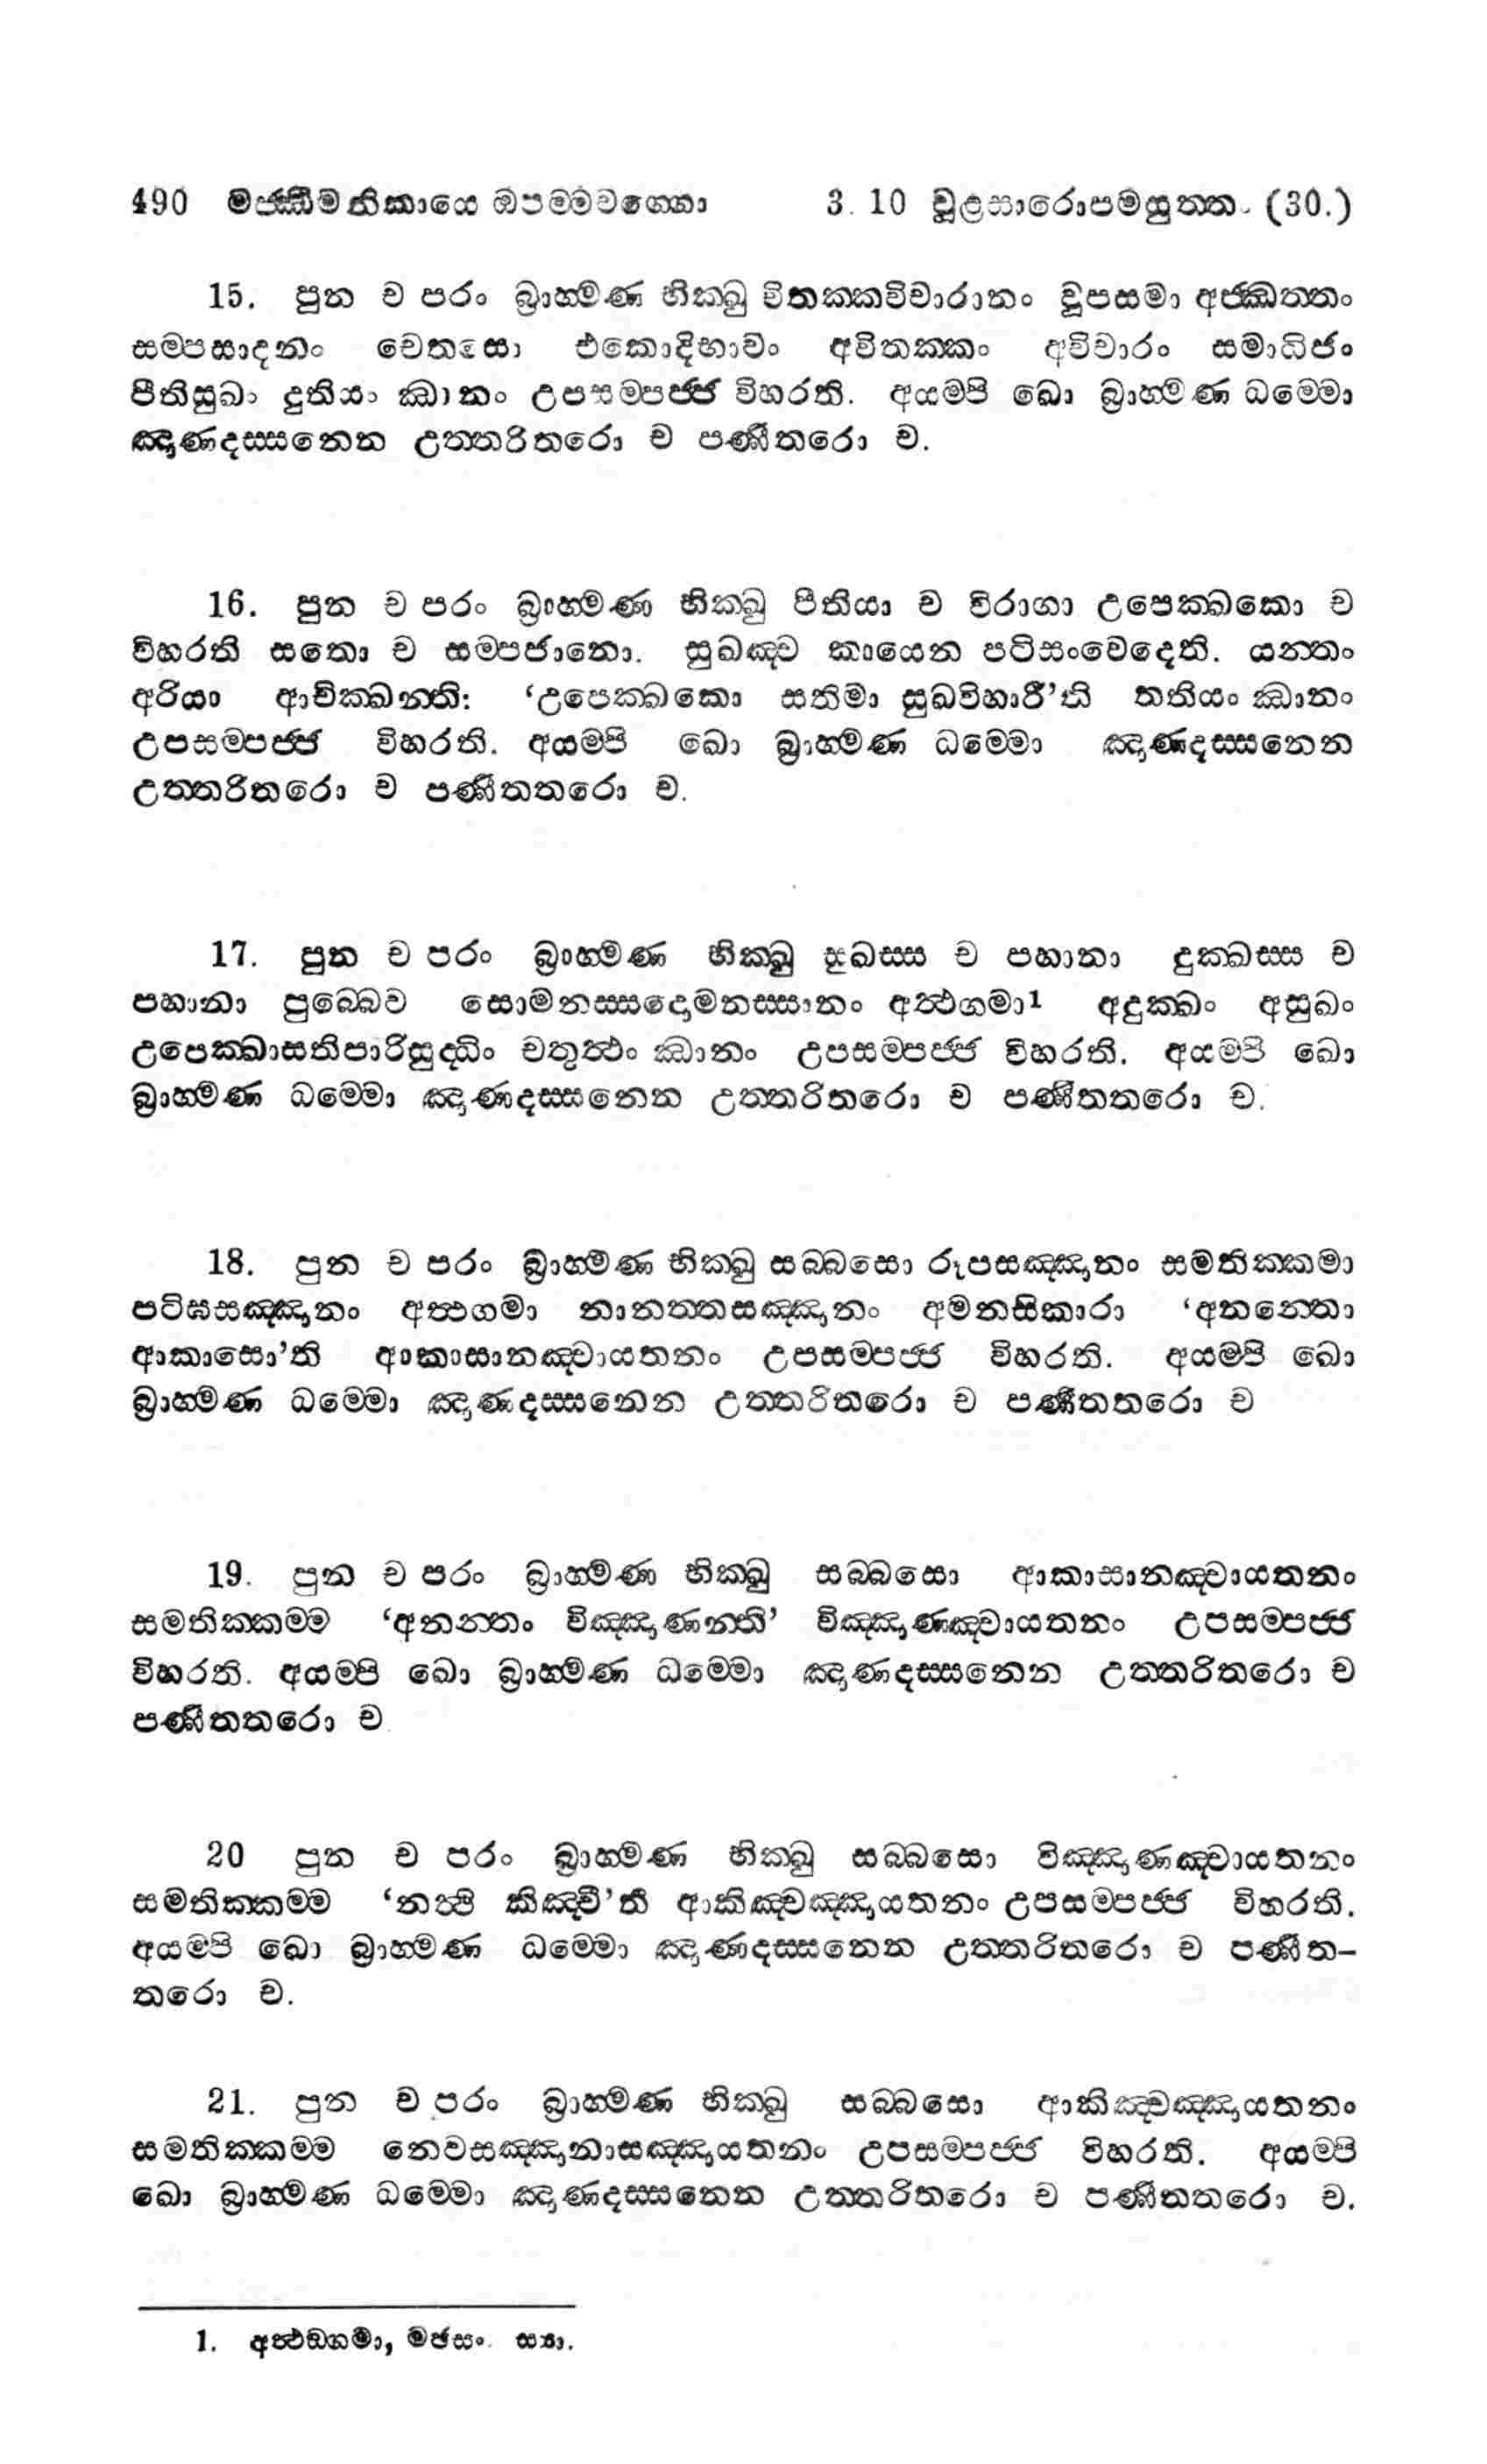 490 මජ්ඣිමනිකායෙ ඔපම්මවග්ගො 3. 10 චූළසාරොපමසුත්තං (30.)
15. පුන ච පරං බ්‍රාහ්මණ භික්ඛු විතක්කවිචාරානං වූපසමා අජ්ඣත්තං
සම්පසාදනං චෙතසො එකොදිභාවං අවිතක්කං අවිචාරං සමාධිජං
පීතිසුඛං දුතියං ඣානං උපසම්පජ්ජ විහරති. අයම්පි ඛො බ්‍රාහ්මණ ධම්මො
ඤාණදස්සනෙන උත්තරිතරො ච පණීතරො ච.
16. පුන ච පරං බ්‍රාහ්මණ භික්ඛු පීතියා ච විරාගා උපෙක්ඛකො ච
විහරති සතො ච සම්පජානො. සුඛඤ්ච කායෙන පටිසංවෙදෙති. යන්තං
අරියා ආචික්ඛන්ති: ‘උපෙක්ඛකො සතිමා සුඛවිහාරී’ති තතියං ඣානං
උපසම්පජ්ජ විහරති. අයම්පි ඛො බ්‍රාහ්මණ ධම්මො ඤාණදස්සනෙන
උත්තරිතරො ච පණීතතරො ච.
17. පුන ච පරං බ්‍රාහ්මණ භික්ඛු සුඛස්ස ච පහානා දුක්ඛස්ස ච
පහානා පුබ්බෙව සොමනස්සදොමනස්සානං අත්ථගමා1 අදුක්ඛං අසුඛං
උපෙක්ඛාසතිපාරිසුද්ධිං චතුත්ථං ඣානං උපසම්පජ්ජ විහරති. අයම්පි ඛො
බ්‍රාහ්මණ ධම්මො ඤාණදස්සනෙන උත්තරිතරො ච පණීතතරො ච.
18. පුන ච පරං බ්‍රාහ්මණ භික්ඛු සබ්බසො රූපසඤ්ඤානං සමතික්කමා
පටිඝසඤ්ඤානං අත්ථගමා නානත්තසඤ්ඤානං අමනසිකාරා ‘අනන්තො
ආකාසො’ති ආකාසානඤ්චායතනං උපසම්පජ්ජ විහරති. අයම්පි ඛො
බ්‍රාහ්මණ ධම්මො ඤාණදස්සනෙන උත්තරිතරො ච පණීතතරො ච
19. පුන ච පරං බ්‍රාහ්මණ භික්ඛු සබ්බසො ආකාසානඤ්චායතනං
සමතික්කම්ම ‘අනන්තං විඤ්ඤාණන්ති’ විඤ්ඤාණඤ්චායතනං උපසම්පජ්ජ
විහරති. අයම්පි ඛො බ්‍රාහ්මණ ධම්මො ඤාණදස්සනෙන උත්තරිතරො ච
පණීතතරො ච
20 පුන ච පරං බ්‍රාහ්මණ භික්ඛු සබ්බසො විඤ්ඤාණඤ්චායතනං
සමතික්කම්ම ‘නත්ථි කිඤ්චී’ති ආකිඤ්චඤ්ඤායතනං උපසම්පජ්ජ විහරති.
අයම්පි ඛො බ්‍රාහ්මණ ධම්මො ඤාණදස්සනෙන උත්තරිතරො ච පණීත-
තරො ච.
21. පුන ච පරං බ්‍රාහ්මණ භික්ඛු සබ්බසො ආකිඤ්චඤ්ඤායතනං
සමතික්කම්ම නෙවසඤ්ඤානාසඤ්ඤායතනං උපසම්පජ්ජ විහරති. අයම්පි
ඛො බ්‍රාහ්මණ ධම්මො ඤාණදස්සනෙන උත්තරිතරො ච පණීතතරො ච.
1. අත්ථඞ්ගමා, මඡසං. ස්‍යා.